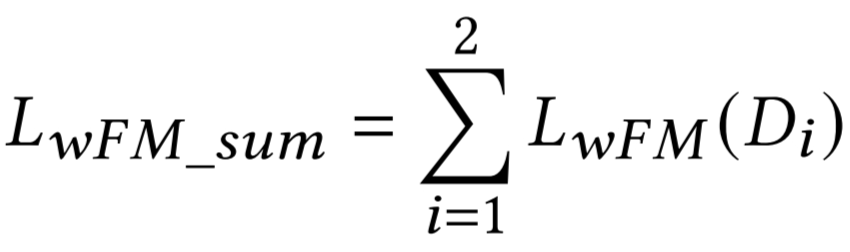 L_{wFM\_sum} = \sum_{i=1}^{2} L_{wFM}(D_i)